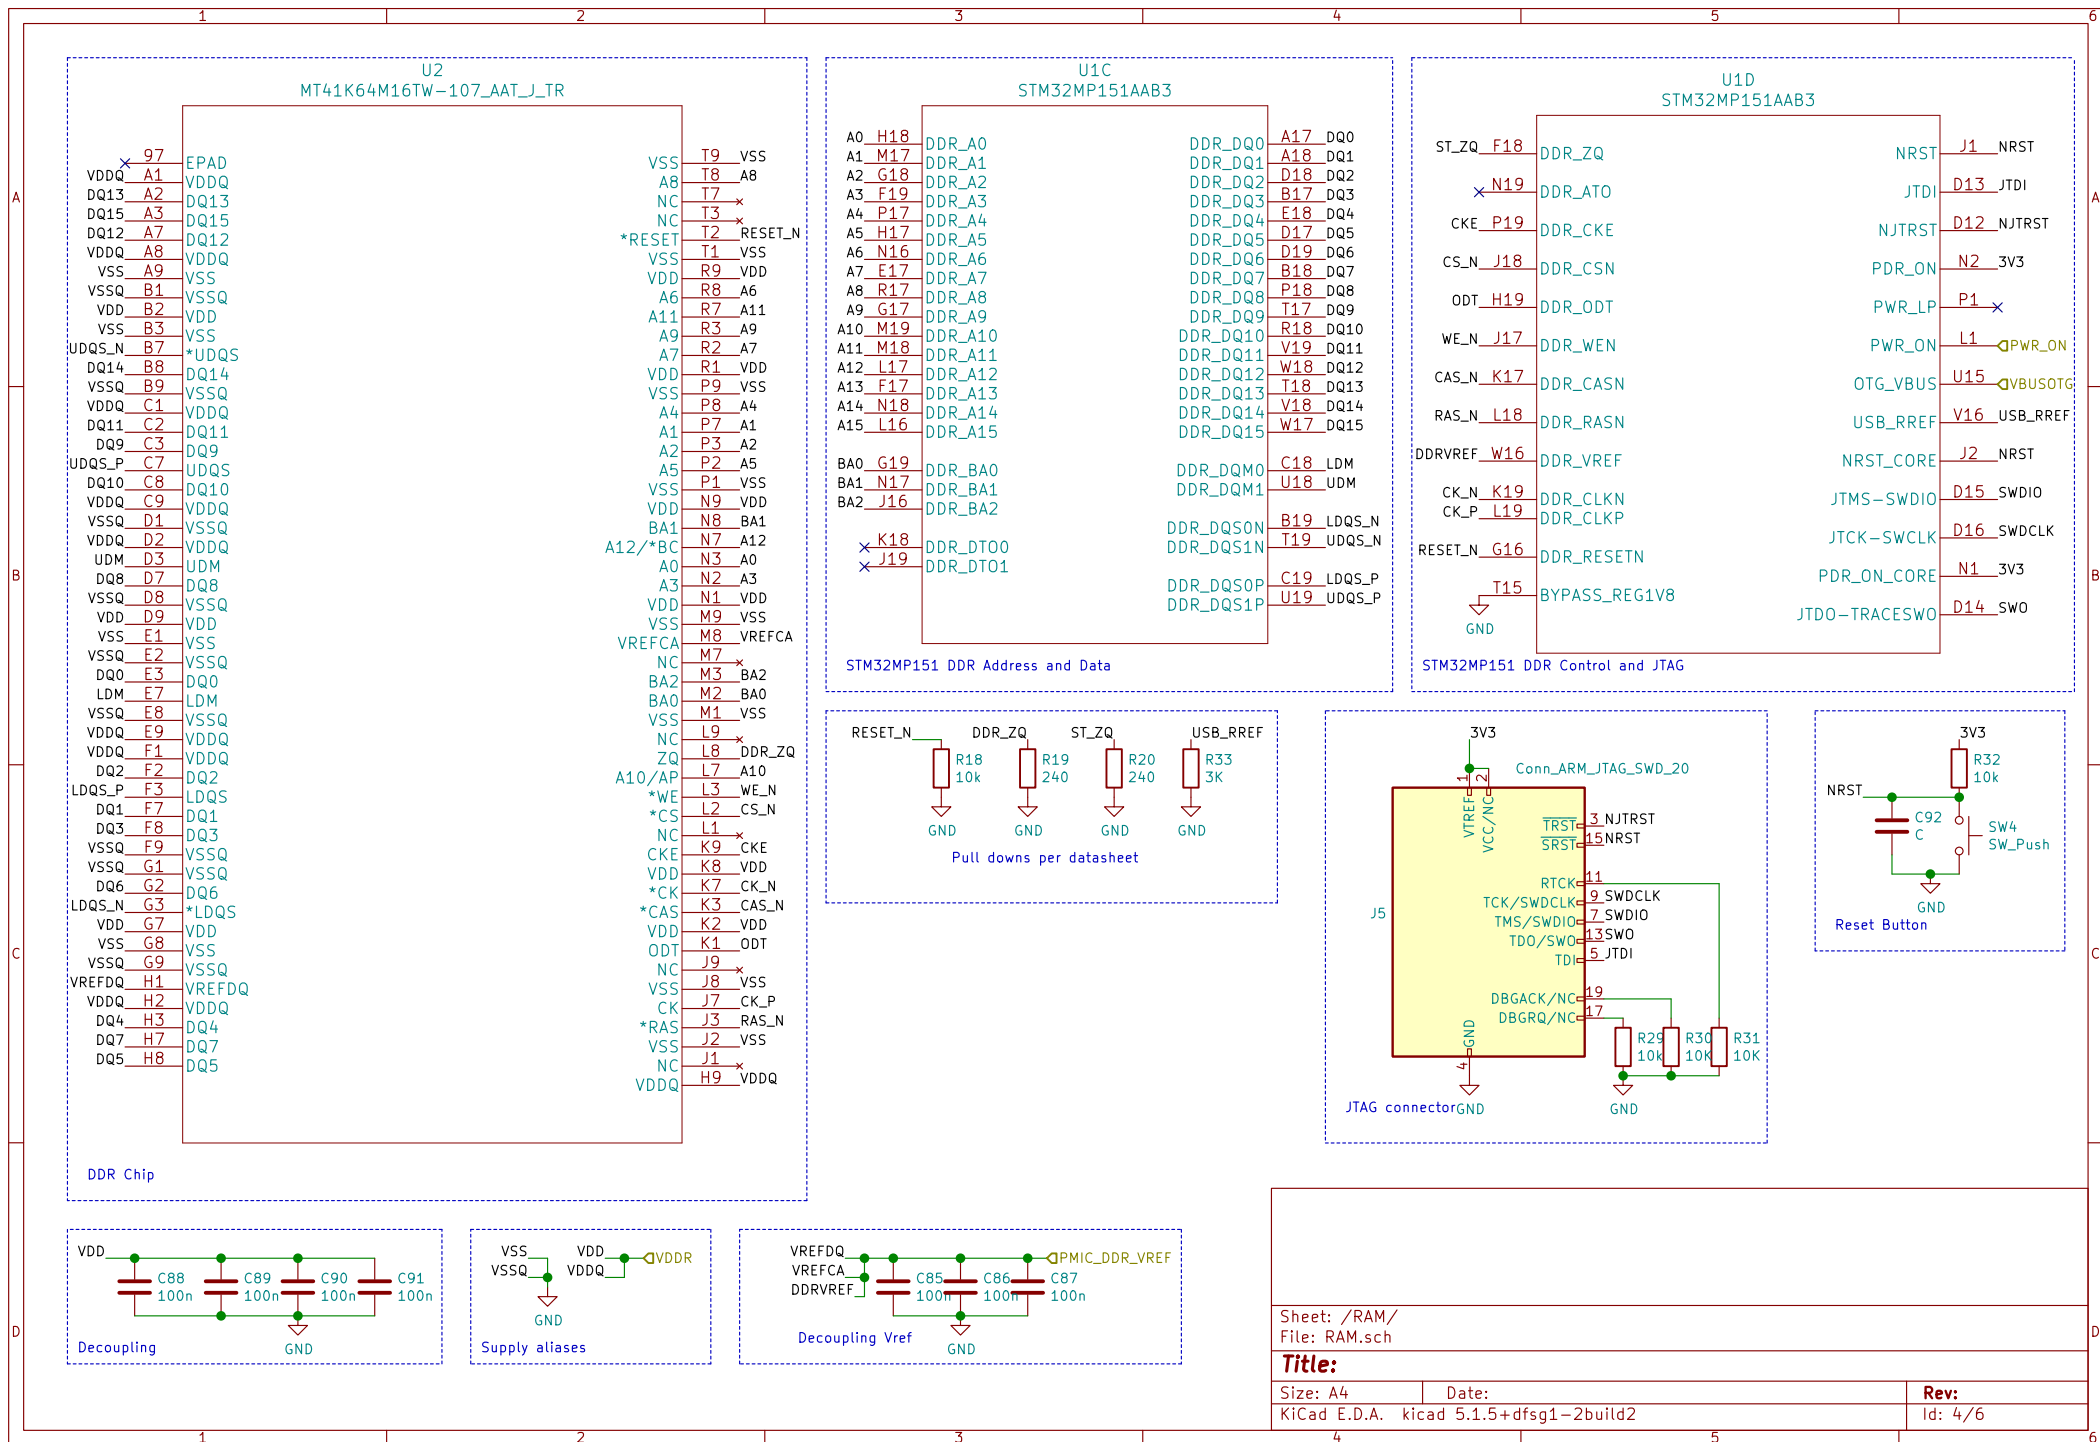 1 2 3 4 5 6
A
B
C
D
U2
MT41K64M16TW-107_AAT_J_TR
97 EPAD
VDDQ A1 VDDQ
DQ13 A2 DQ13
DQ15 A3 DQ15
DQ12 A7 DQ12
VDDQ A8 VDDQ
VSS A9 VSS
VSSQ B1 VSSQ
VDD B2 VDD
VSS B3 VSS
UDQS_N B7 *UDQS
DQ14 B8 DQ14
VSSQ B9 VSSQ
VDDQ C1 VDDQ
DQ11 C2 DQ11
DQ9 C3 DQ9
UDQS_P C7 UDQS
DQ10 C8 DQ10
VDDQ C9 VDDQ
VSSQ D1 VSSQ
VDDQ D2 VDDQ
UDM D3 UDM
DQ8 D7 DQ8
VSSQ D8 VSSQ
VDD D9 VDD
VSS E1 VSS
VSSQ E2 VSSQ
DQ0 E3 DQ0
LDM E7 LDM
VSSQ E8 VSSQ
VDDQ E9 VDDQ
VDDQ F1 VDDQ
DQ2 F2 DQ2
LDQS_P F3 LDQS
DQ1 F7 DQ1
DQ3 F8 DQ3
VSSQ F9 VSSQ
VSSQ G1 VSSQ
DQ6 G2 DQ6
LDQS_N G3 *LDQS
VDD G7 VDD
VSS G8 VSS
VSSQ G9 VSSQ
VREFDQ H1 VREFDQ
VDDQ H2 VDDQ
DQ4 H3 DQ4
DQ7 H7 DQ7
DQ5 H8 DQ5
VSS T9 VSS
A8 T8 A8
NC T7
NC T3
*RESET T2 RESET_N
VSS T1 VSS
VDD R9 VDD
A6 R8 A6
A11 R7 A11
A9 R3 A9
A7 R2 A7
VDD R1 VDD
VSS P9 VSS
A4 P8 A4
A1 P7 A1
A2 P3 A2
A5 P2 A5
VSS P1 VSS
VDD N9 VDD
BA1 N8 BA1
A12/*BC N7 A12
A0 N3 A0
A3 N2 A3
VDD N1 VDD
VSS M9 VSS
VREFCA M8 VREFCA
NC M7
BA2 M3 BA2
BA0 M2 BA0
VSS M1 VSS
NC L9
ZQ L8 DDR_ZQ
A10/AP L7 A10
*WE L3 WE_N
*CS L2 CS_N
NC L1
CKE K9 CKE
VDD K8 VDD
*CK K7 CK_N
*CAS K3 CAS_N
VDD K2 VDD
ODT K1 ODT
NC J9
VSS J8 VSS
CK J7 CK_P
*RAS J3 RAS_N
VSS J2 VSS
NC J1
VDDQ H9 VDDQ
DDR Chip
U1C
STM32MP151AAB3
A0 H18 DDR_A0
A1 M17 DDR_A1
A2 G18 DDR_A2
A3 F19 DDR_A3
A4 P17 DDR_A4
A5 H17 DDR_A5
A6 N16 DDR_A6
A7 E17 DDR_A7
A8 R17 DDR_A8
A9 G17 DDR_A9
A10 M19 DDR_A10
A11 M18 DDR_A11
A12 L17 DDR_A12
A13 F17 DDR_A13
A14 N18 DDR_A14
A15 L16 DDR_A15
BA0 G19 DDR_BA0
BA1 N17 DDR_BA1
BA2 J16 DDR_BA2
K18 DDR_DTO0
J19 DDR_DTO1
DDR_DQ0 A17 DQ0
DDR_DQ1 A18 DQ1
DDR_DQ2 D18 DQ2
DDR_DQ3 B17 DQ3
DDR_DQ4 E18 DQ4
DDR_DQ5 D17 DQ5
DDR_DQ6 D19 DQ6
DDR_DQ7 B18 DQ7
DDR_DQ8 P18 DQ8
DDR_DQ9 T17 DQ9
DDR_DQ10 R18 DQ10
DDR_DQ11 V19 DQ11
DDR_DQ12 W18 DQ12
DDR_DQ13 T18 DQ13
DDR_DQ14 V18 DQ14
DDR_DQ15 W17 DQ15
DDR_DQM0 C18 LDM
DDR_DQM1 U18 UDM
DDR_DQS0N B19 LDQS_N
DDR_DQS1N T19 UDQS_N
DDR_DQS0P C19 LDQS_P
DDR_DQS1P U19 UDQS_P
STM32MP151 DDR Address and Data
U1D
STM32MP151AAB3
ST_ZQ F18 DDR_ZQ
N19 DDR_ATO
CKE P19 DDR_CKE
CS_N J18 DDR_CSN
ODT H19 DDR_ODT
WE_N J17 DDR_WEN
CAS_N K17 DDR_CASN
RAS_N L18 DDR_RASN
DDRVREF W16 DDR_VREF
CK_N K19 DDR_CLKN
CK_P L19 DDR_CLKP
RESET_N G16 DDR_RESETN
T15 BYPASS_REG1V8
GND
NRST J1 NRST
JTDI D13 JTDI
NJTRST D12 NJTRST
PDR_ON N2 3V3
PWR_LP P1
PWR_ON L1 PWR_ON
OTG_VBUS U15 VBUSOTG
USB_RREF V16 USB_RREF
NRST_CORE J2 NRST
JTMS-SWDIO D15 SWDIO
JTCK-SWCLK D16 SWDCLK
PDR_ON_CORE N1 3V3
JTDO-TRACESWO D14 SWO
STM32MP151 DDR Control and JTAG
RESET_N DDR_ZQ ST_ZQ USB_RREF
R18 R19 R20 R33
10k 240 240 3K
GND GND GND GND
Pull downs per datasheet
3V3
Conn_ARM_JTAG_SWD_20
1 2
VTREF VCC/NC
J5
TRST 3 NJTRST
SRST 15 NRST
RTCK 11
TCK/SWDCLK 9 SWDCLK
TMS/SWDIO 7 SWDIO
TDO/SWO 13 SWO
TDI 5 JTDI
DBGACK/NC 19
DBGRQ/NC 17
GND
4
R29 R30 R31
10k 10K 10K
JTAG connector GND GND
3V3
R32
10k
NRST
C92
C
SW4
SW_Push
GND
Reset Button
VDD
C88 C89 C90 C91
100n 100n 100n 100n
GND
Decoupling
VSS VDD VDDR
VSSQ VDDQ
GND
Supply aliases
VREFDQ PMIC_DDR_VREF
VREFCA
DDRVREF
C85 C86 C87
100n 100n 100n
Decoupling Vref
GND
Sheet: /RAM/
File: RAM.sch
Title:
Size: A4 Date: Rev:
KiCad E.D.A. kicad 5.1.5+dfsg1-2build2 Id: 4/6
1 2 3 4 5 6